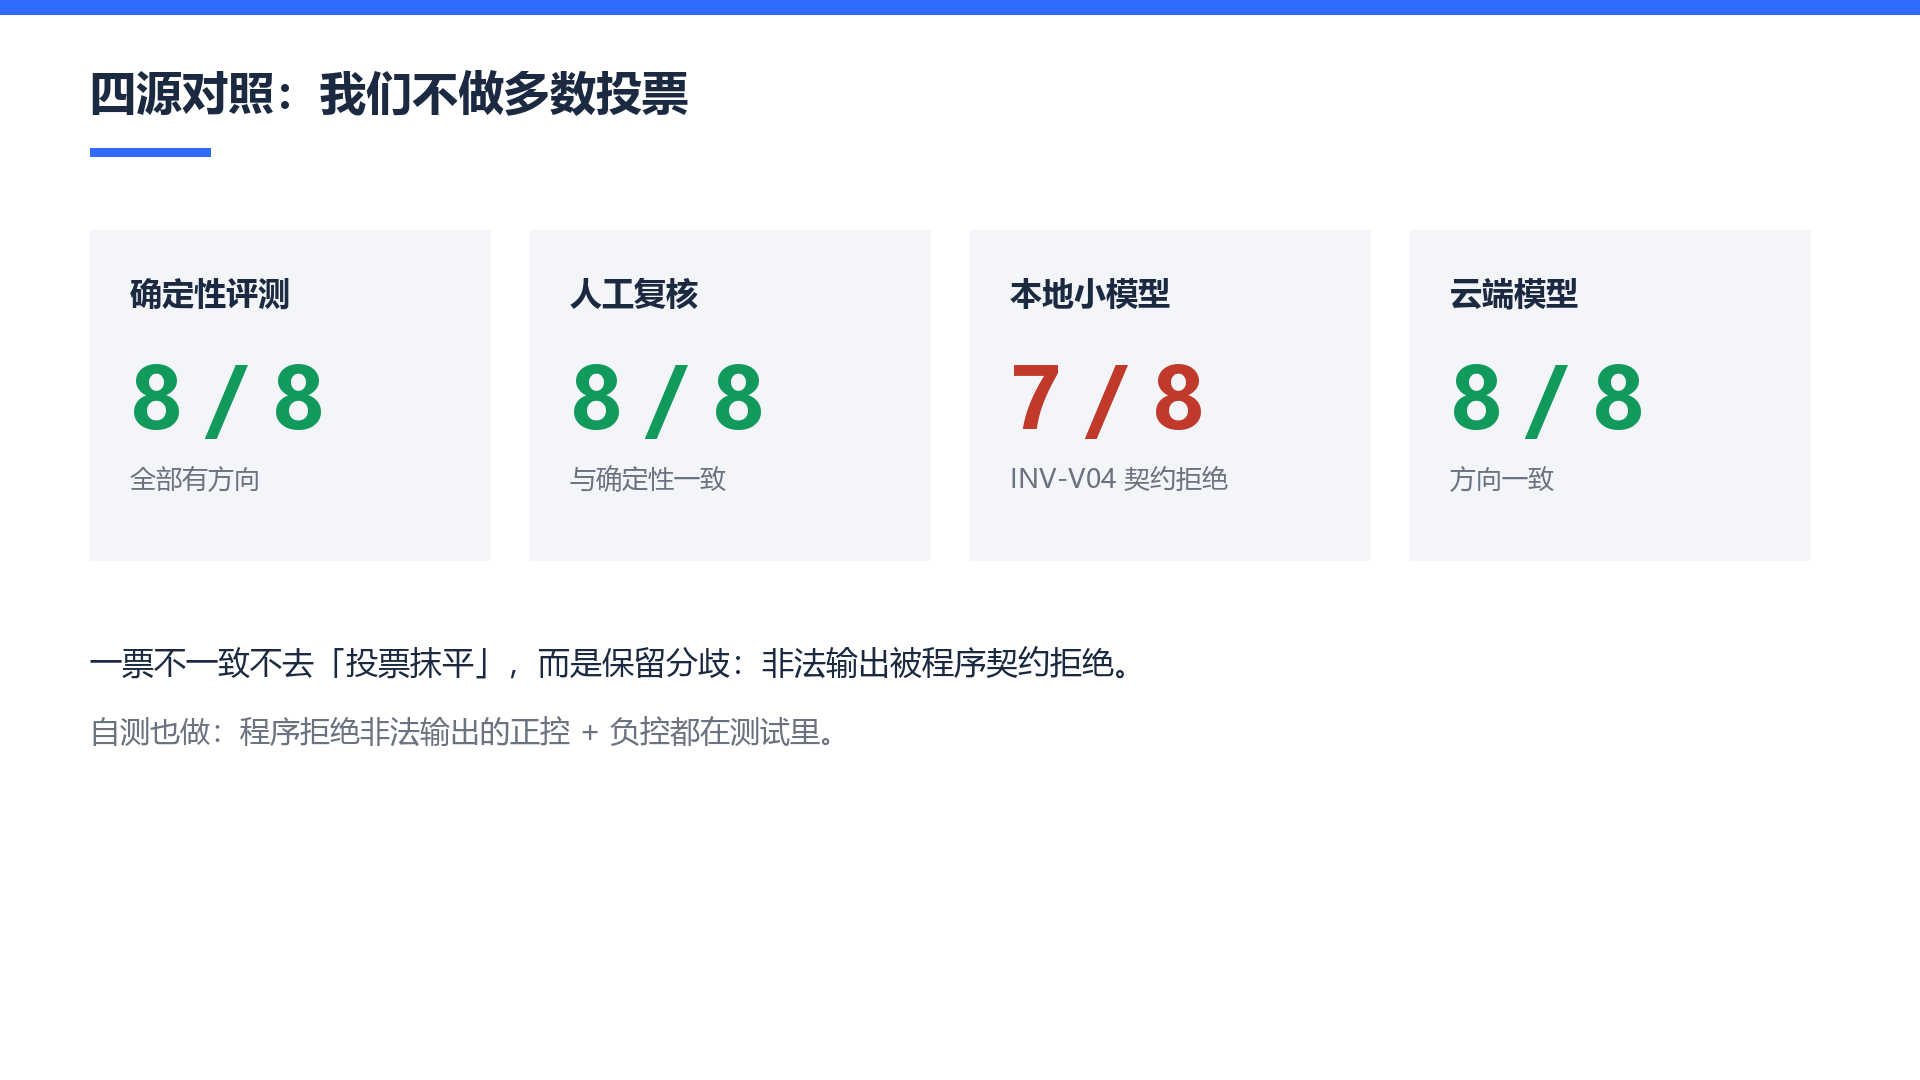 四源对照：我们不做多数投票
确定性评测
8 / 8
全部有方向
人工复核
8 / 8
与确定性一致
本地小模型
7 / 8
INV-V04 契约拒绝
云端模型
8 / 8
方向一致
一票不一致不去「投票抹平」，而是保留分歧：非法输出被程序契约拒绝。
自测也做：程序拒绝非法输出的正控 + 负控都在测试里。